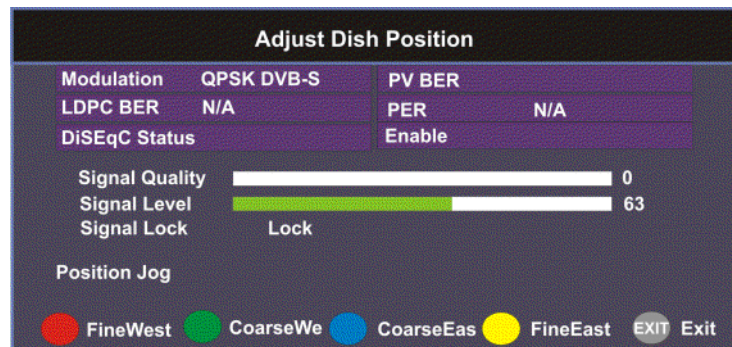 Adjust Dish Position
Modulation QPSK DVB-S PV BER
LDPC BER N/A PER N/A
DiSEqC Status Enable
Signal Quality 0
Signal Level 63
Signal Lock Lock
Position Jog
FineWest CoarseWe CoarseEas FineEast EXIT Exit